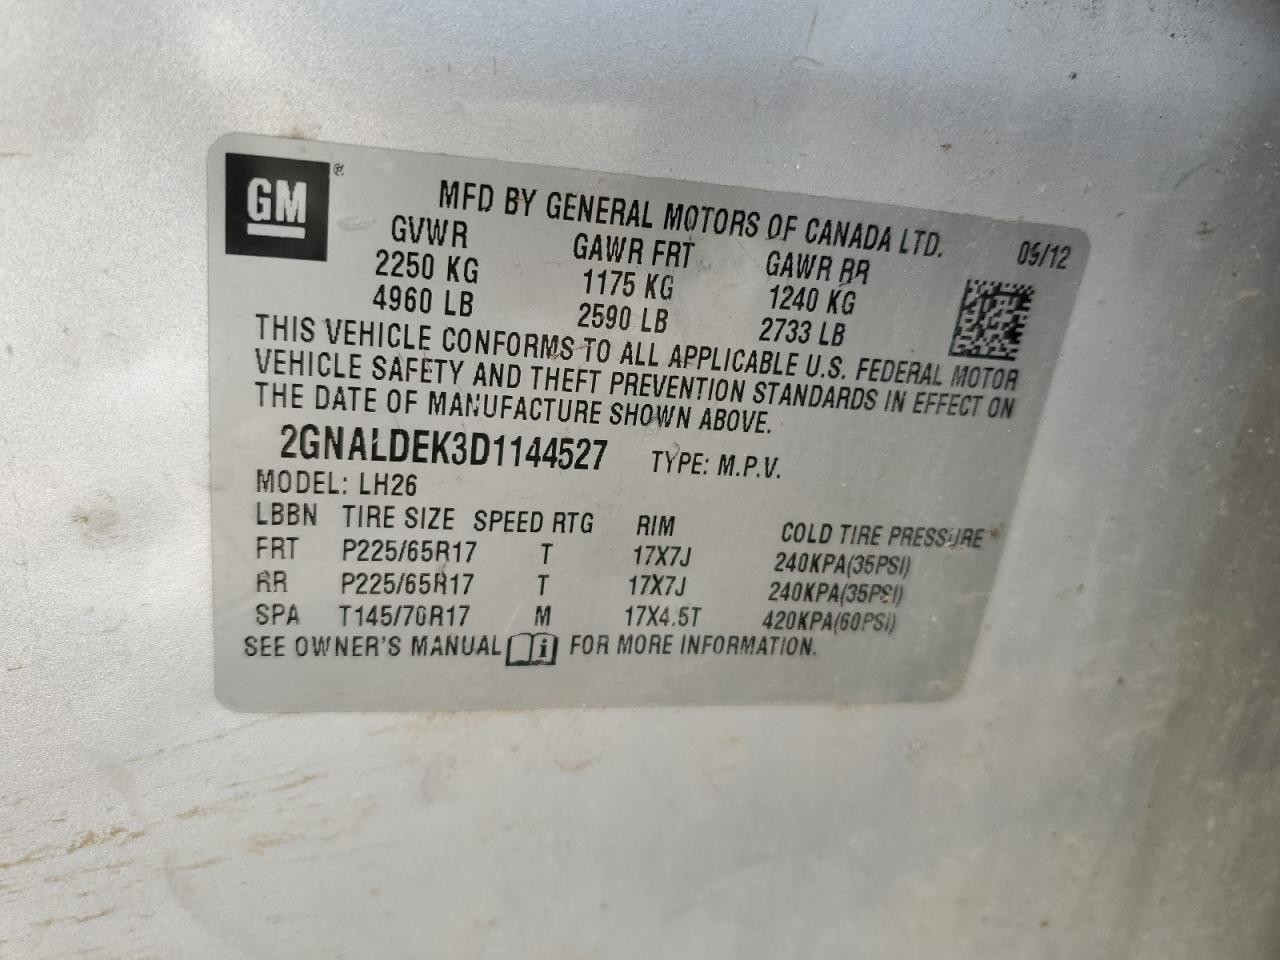 GM ®
MFD BY GENERAL MOTORS OF CANADA LTD.
GVWR GAWR FRT GAWR RR 09/12
2250 KG 1175 KG 1240 KG
4960 LB 2590 LB 2733 LB
THIS VEHICLE CONFORMS TO ALL APPLICABLE U.S. FEDERAL MOTOR
VEHICLE SAFETY AND THEFT PREVENTION STANDARDS IN EFFECT ON
THE DATE OF MANUFACTURE SHOWN ABOVE.
2GNALDEK3D1144527 TYPE: M.P.V.
MODEL: LH26
LBBN TIRE SIZE SPEED RTG RIM COLD TIRE PRESSURE
FRT P225/65R17 T 17X7J 240KPA(35PSI)
RR P225/65R17 T 17X7J 240KPA(35PSI)
SPA T145/70R17 M 17X4.5T 420KPA(60PSI)
SEE OWNER'S MANUAL i FOR MORE INFORMATION.